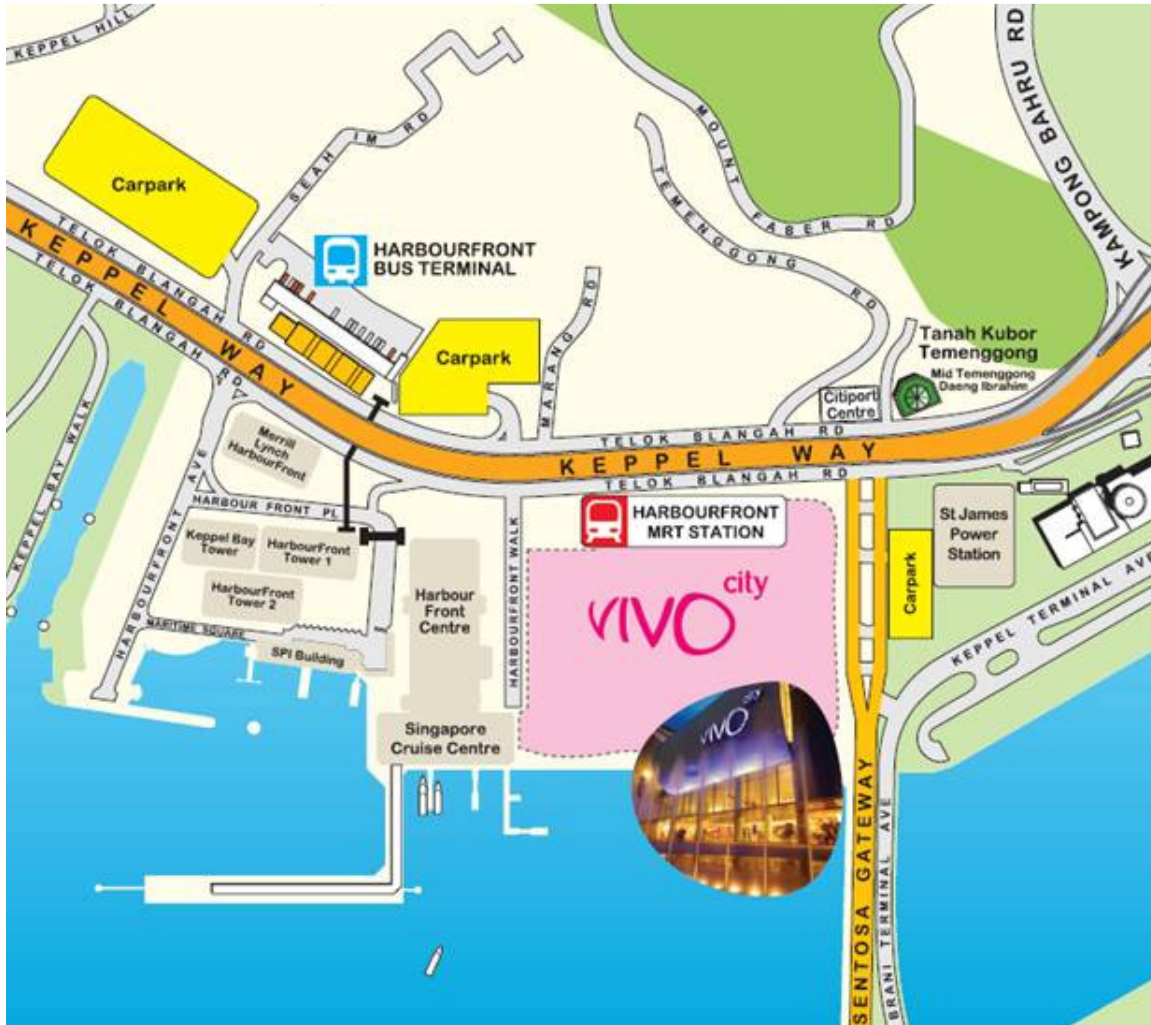 KEPPEL HILL
SEAH IM RD
MOUNT FABER RD
KAMPONG BAHRU RD
TEMENGGONG RD
Carpark
HARBOURFRONT
BUS TERMINAL
TELOK BLANGAH RD
KEPPEL WAY
TELOK BLANGAH RD
Carpark
MARANG RD
Tanah Kubor
Temenggong
Mid Temenggong
Daeng Ibrahim
Citiport
Centre
KEPPEL BAY WALK
Merrill
Lynch
HarbourFront
TELOK BLANGAH RD
KEPPEL WAY
TELOK BLANGAH RD
HARBOURFRONT AVE
HARBOUR FRONT PL
HARBOURFRONT
MRT STATION
Keppel Bay
Tower
HarbourFront
Tower 1
HarbourFront
Tower 2
Harbour
Front
Centre
HARBOURFRONT WALK
VIVO city
Carpark
St James
Power
Station
KEPPEL TERMINAL AVE
MARITIME SQUARE
SPI Building
Singapore
Cruise Centre
VIVO city
SENTOSA GATEWAY
BRANI TERMINAL AVE